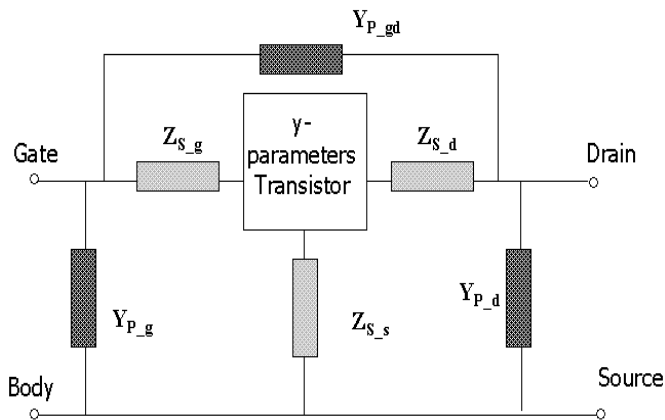 Y_P_gd
Z_S_g
y-
parameters
Transistor
Z_S_d
Gate
Drain
Y_P_g
Z_S_s
Y_P_d
Body
Source